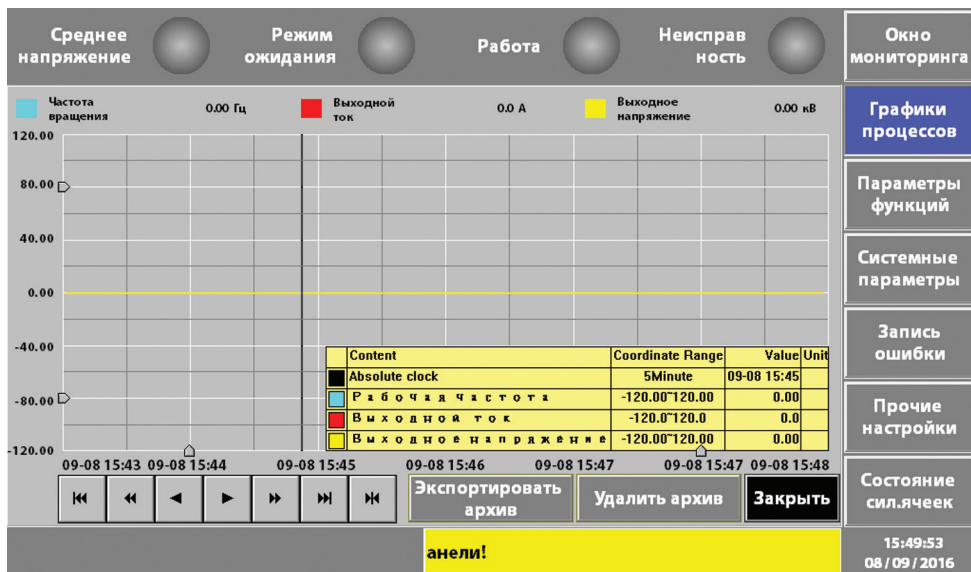 Среднее напряжение
Режим ожидания
Работа
Неисправ ность
Окно мониторинга
Частота вращения 0.00 Гц
Выходной ток 0.0 А
Выходное напряжение 0.00 кВ
Графики процессов
Параметры функций
Системные параметры
Запись ошибки
Прочие настройки
Состояние сил.ячеек
120.00
80.00
40.00
0.00
-40.00
-80.00
-120.00
Content Coordinate Range Value Unit
Absolute clock 5Minute 09-08 15:45
Рабочая частота -120.00~120.00 0.00
Выходной ток -120.0~120.0 0.0
Выходное напряжение -120.00~120.00 0.00
09-08 15:43 09-08 15:44 09-08 15:45 09-08 15:46 09-08 15:47 09-08 15:47 09-08 15:48
Экспортировать архив
Удалить архив
Закрыть
анели!
15:49:53
08/09/2016